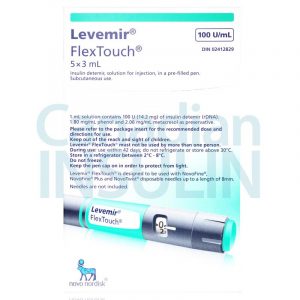 Levemir®
FlexTouch®
5 x 3 mL
100 U/mL
DIN 02412829
insulin detemir, solution for injection, in a pre-filled pen.
Subcutaneous use
1 mL solution contains 100 U (14.2 mg) of insulin detemir (rDNA).
1.80 mg/mL phenol and 2.06 mg/mL metacresol as preservative.
Please refer to the package insert for the recommended dose and
directions for use.
Keep out of the reach and sight of children.
Levemir® FlexTouch® must not be used by more than one person.
During use: use within 42 days, do not refrigerate or store above 30°C.
Store in a refrigerator between 2°C - 8°C.
Do not freeze.
Keep the pen cap on in order to protect from light.
Levemir® FlexTouch® is designed to be used with NovoFine®,
NovoFine® Plus and NovoTwist® disposable needles up to a length of 8mm.
Needles are not included.
Canadian
INSULIN
Levemir®
FlexTouch®
0
novo nordisk®